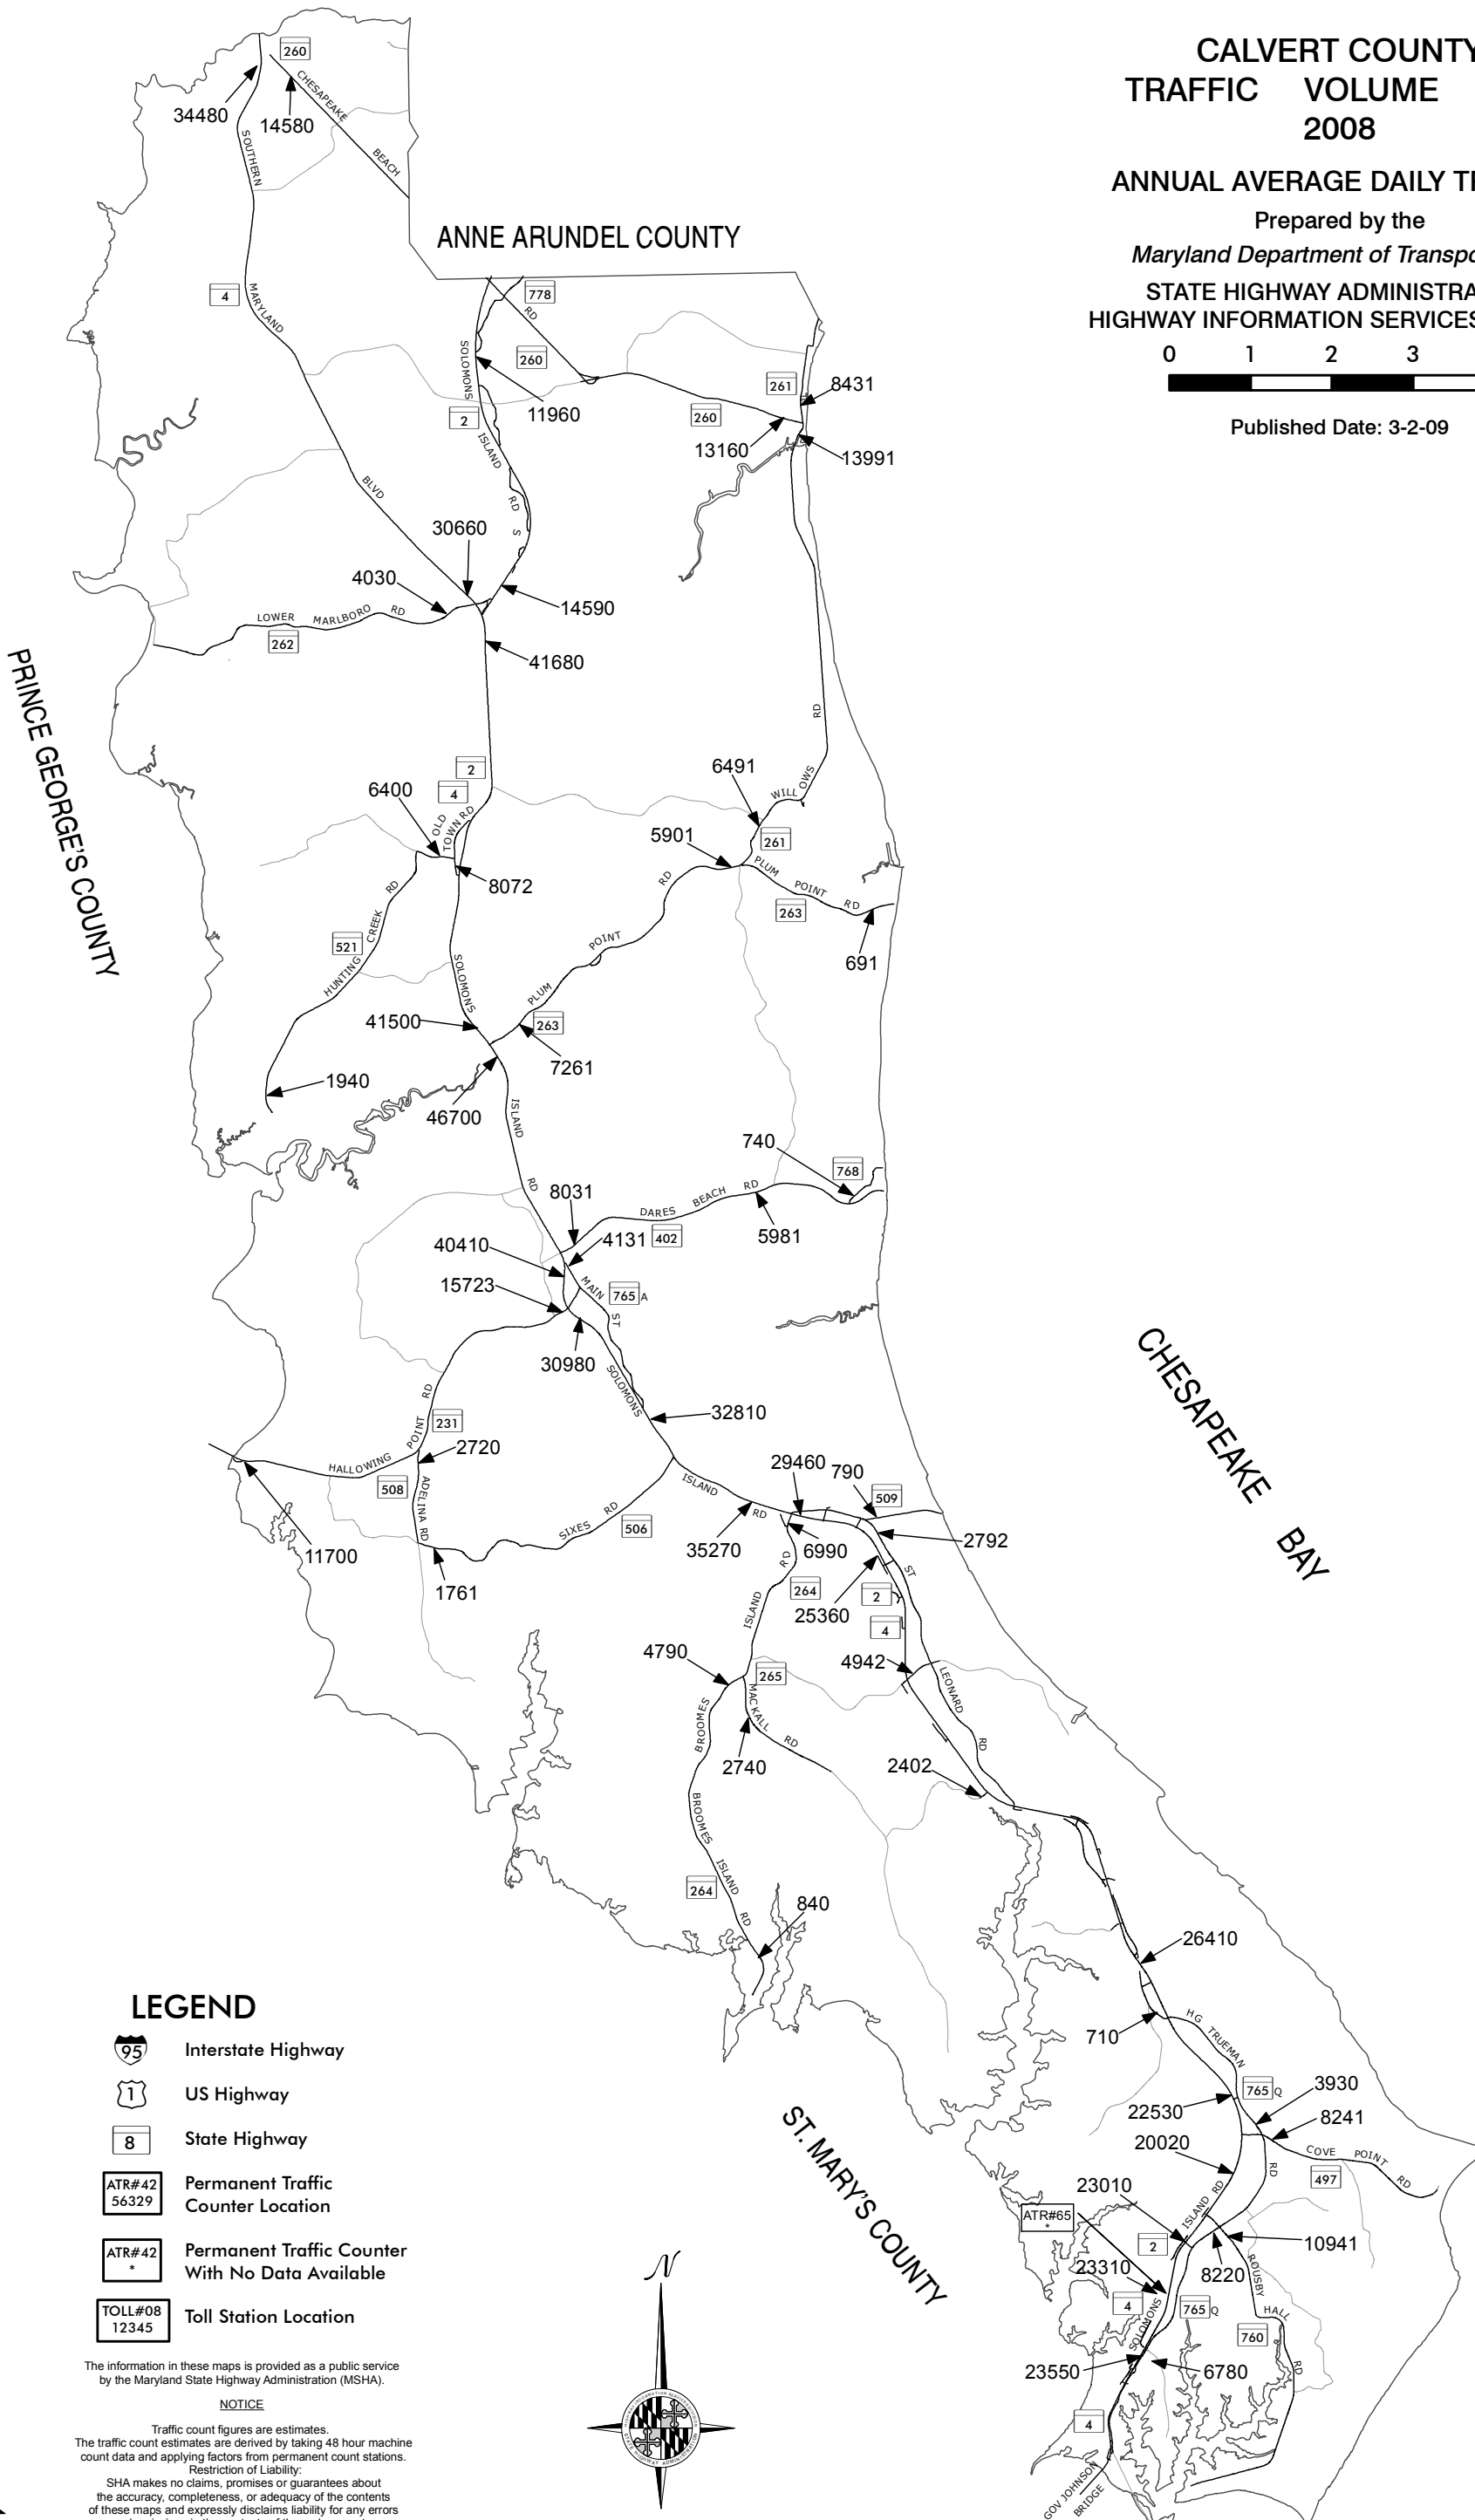 CALVERT COUNTY
TRAFFIC VOLUME
2008
ANNUAL AVERAGE DAILY
Prepared by the
Maryland Department of
STATE HIGHWAY
HIGHWAY INFORMATION
0 1 2 3
Published Date: 3-2-09
260
34480
14580
CHESAPEAKE
BEACH
SOUTHERN
ANNE ARUNDEL COUNTY
4
MARYLAND
778
RD
SOLOMONS
260
261
8431
11960
260
2
13160
13991
ISLAND
BLVD
RD
S
30660
4030
14590
LOWER MARLBORO RD
262
41680
PRINCE GEORGE'S COUNTY
RD
2
6491
WILL OWS
6400
4
OLD
TOWN RD
5901
261
PLUM
POINT
RD
8072
RD
263
521
CREEK
HUNTING
POINT
691
SOLOMONS
PLUM
41500
263
7261
1940
46700
ISLAND
740
768
RD
8031
DARES BEACH RD
402
5981
40410
4131
15723
MAIN
ST
765 A
30980
SOLOMONS
CHESAPEAKE
BAY
32810
RD
231
POINT
2720
HALLOWING
508
ADELINA RD
ISLAND
RD
29460
790
509
SIXES RD
506
35270
6990
2792
11700
1761
RD
264
25360
2
ST
ISLAND
4
4790
265
4942
BROOMES
MACKALL
RD
LEONARD
RD
2740
2402
BROOMES
ISLAND
RD
264
840
26410
LEGEND
95 Interstate Highway
1 US Highway
8 State Highway
ATR#42
56329
Permanent Traffic
Counter Location
ATR#42
*
Permanent Traffic Counter
With No Data Available
TOLL#08
12345
Toll Station Location
710
HG TRUEMAN
765 Q
3930
22530
8241
20020
COVE POINT RD
497
RD
ST. MARY'S COUNTY
23010
ISLAND RD
ATR#65
*
2
10941
23310
8220
ROUSBY
4
765 Q
HALL
SOLOMONS
760
RD
23550
6780
4
GOV JOHNSON
BRIDGE
N
The information in these maps is provided as a public service
by the Maryland State Highway Administration (MSHA).
NOTICE
Traffic count figures are estimates.
The traffic count estimates are derived by taking 48 hour machine
count data and applying factors from permanent count stations.
Restriction of Liability:
SHA makes no claims, promises or guarantees about
the accuracy, completeness, or adequacy of the contents
of these maps and expressly disclaims liability for any errors